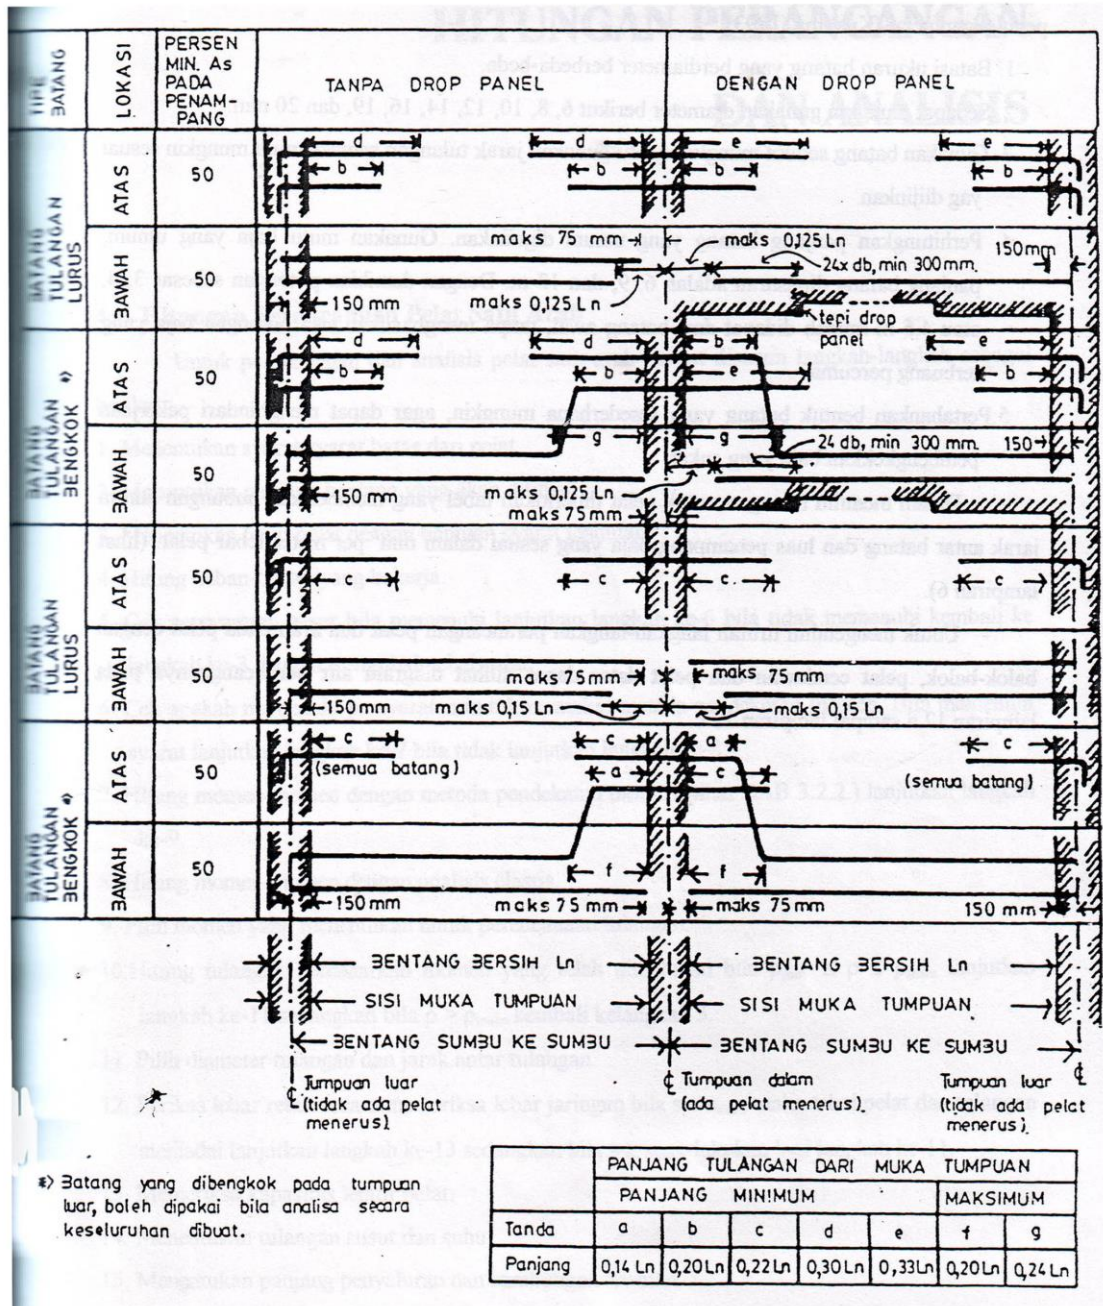 TIPE BATANG
LOKASI
PERSEN MIN. As PADA PENAM-PANG
TANPA DROP PANEL
DENGAN DROP PANEL
BATANG TULANGAN LURUS
ATAS
50
d
d
e
e
b
b
b
b
BAWAH
50
maks 75 mm
maks 0,125 Ln
150 mm
24x db, min 300 mm.
150 mm
maks 0,125 Ln
tepi drop panel
BATANG TULANGAN BENGKOK *)
ATAS
50
d
d
b
e
b
b
e
b
BAWAH
50
g
g
24 db, min 300 mm.
150
150 mm
maks 0,125 Ln
maks 75 mm
BATANG TULANGAN LURUS
ATAS
50
c
c
c
c
BAWAH
50
maks 75 mm
maks 75 mm
150 mm
maks 0,15 Ln
maks 0,15 Ln
BATANG TULANGAN BENGKOK *)
ATAS
50
c
c
a
c
(semua batang)
a
c
(semua batang)
BAWAH
50
f
f
150 mm
maks 75 mm
maks 75 mm
150 mm
BENTANG BERSIH Ln
BENTANG BERSIH Ln
SISI MUKA TUMPUAN
SISI MUKA TUMPUAN
BENTANG SUMBU KE SUMBU
BENTANG SUMBU KE SUMBU
Tumpuan luar
(tidak ada pelat
menerus)
Tumpuan dalam
(ada pelat menerus).
Tumpuan luar
(tidak ada pelat
menerus).
*) Batang yang dibengkok pada tumpuan
luar, boleh dipakai bila analisa secara
keseluruhan dibuat.
PANJANG TULANGAN DARI MUKA TUMPUAN
PANJANG MINIMUM MAKSIMUM
Tanda a b c d e f g
Panjang 0,14 Ln 0,20 Ln 0,22 Ln 0,30 Ln 0,33 Ln 0,20 Ln 0,24 Ln